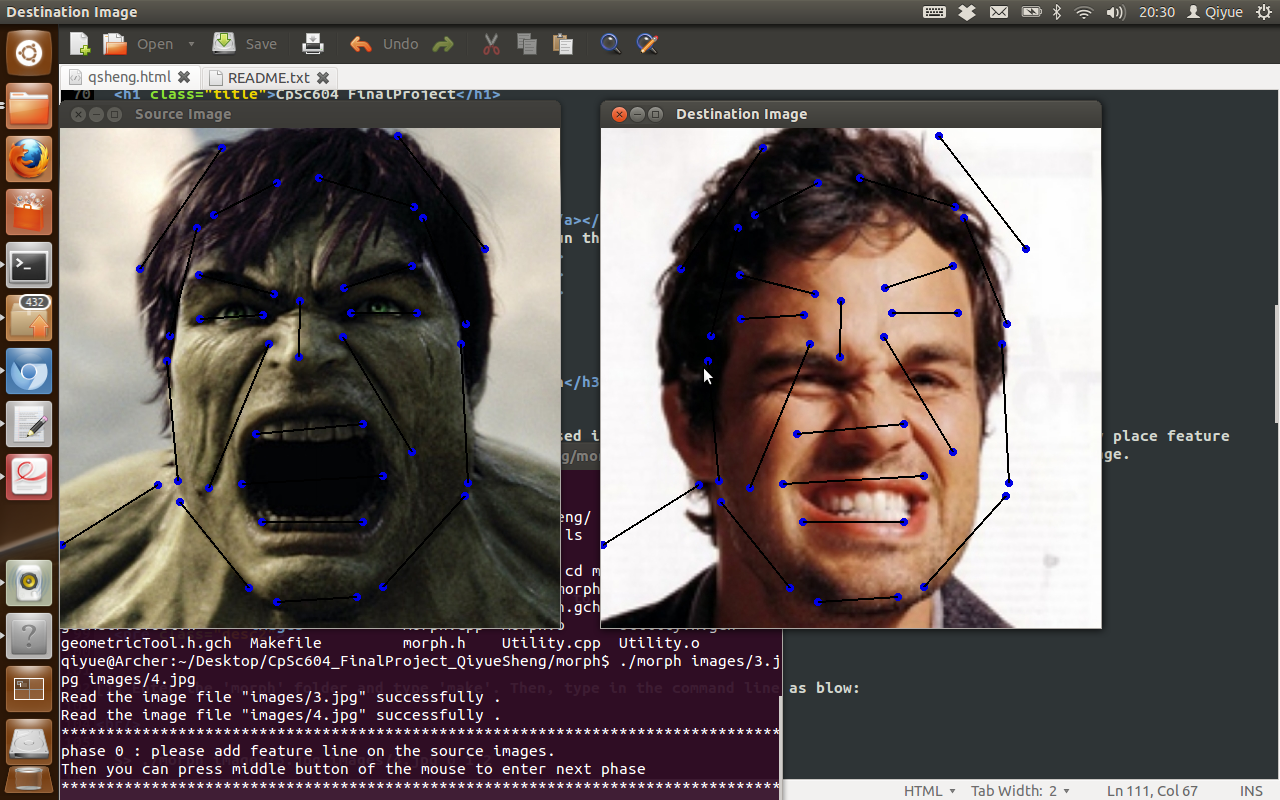 Destination Image
20:30 Qiyue
Open Save Undo
qsheng.html README.txt
70 <h1 class="title">CpSc604 FinalProject</h1>
Source Image
Destination Image
/a></
un th
</h3
sed i
place feature
ng/mor
ge.
eng/
ls
cd m
morph
h.gch
432
geometricTool.h.gch Makefile morph.h Utility.cpp Utility.o
qiyue@Archer:~/Desktop/CpSc604_FinalProject_QiyueSheng/morph$ ./morph images/3.j
pg images/4.jpg
as blow:
Read the image file "images/3.jpg" successfully .
Read the image file "images/4.jpg" successfully .
********************************************************************************
phase 0 : please add feature line on the source images.
Then you can press middle button of the mouse to enter next phase
********************************************************************************
HTML Tab Width: 2 Ln 111, Col 67 INS